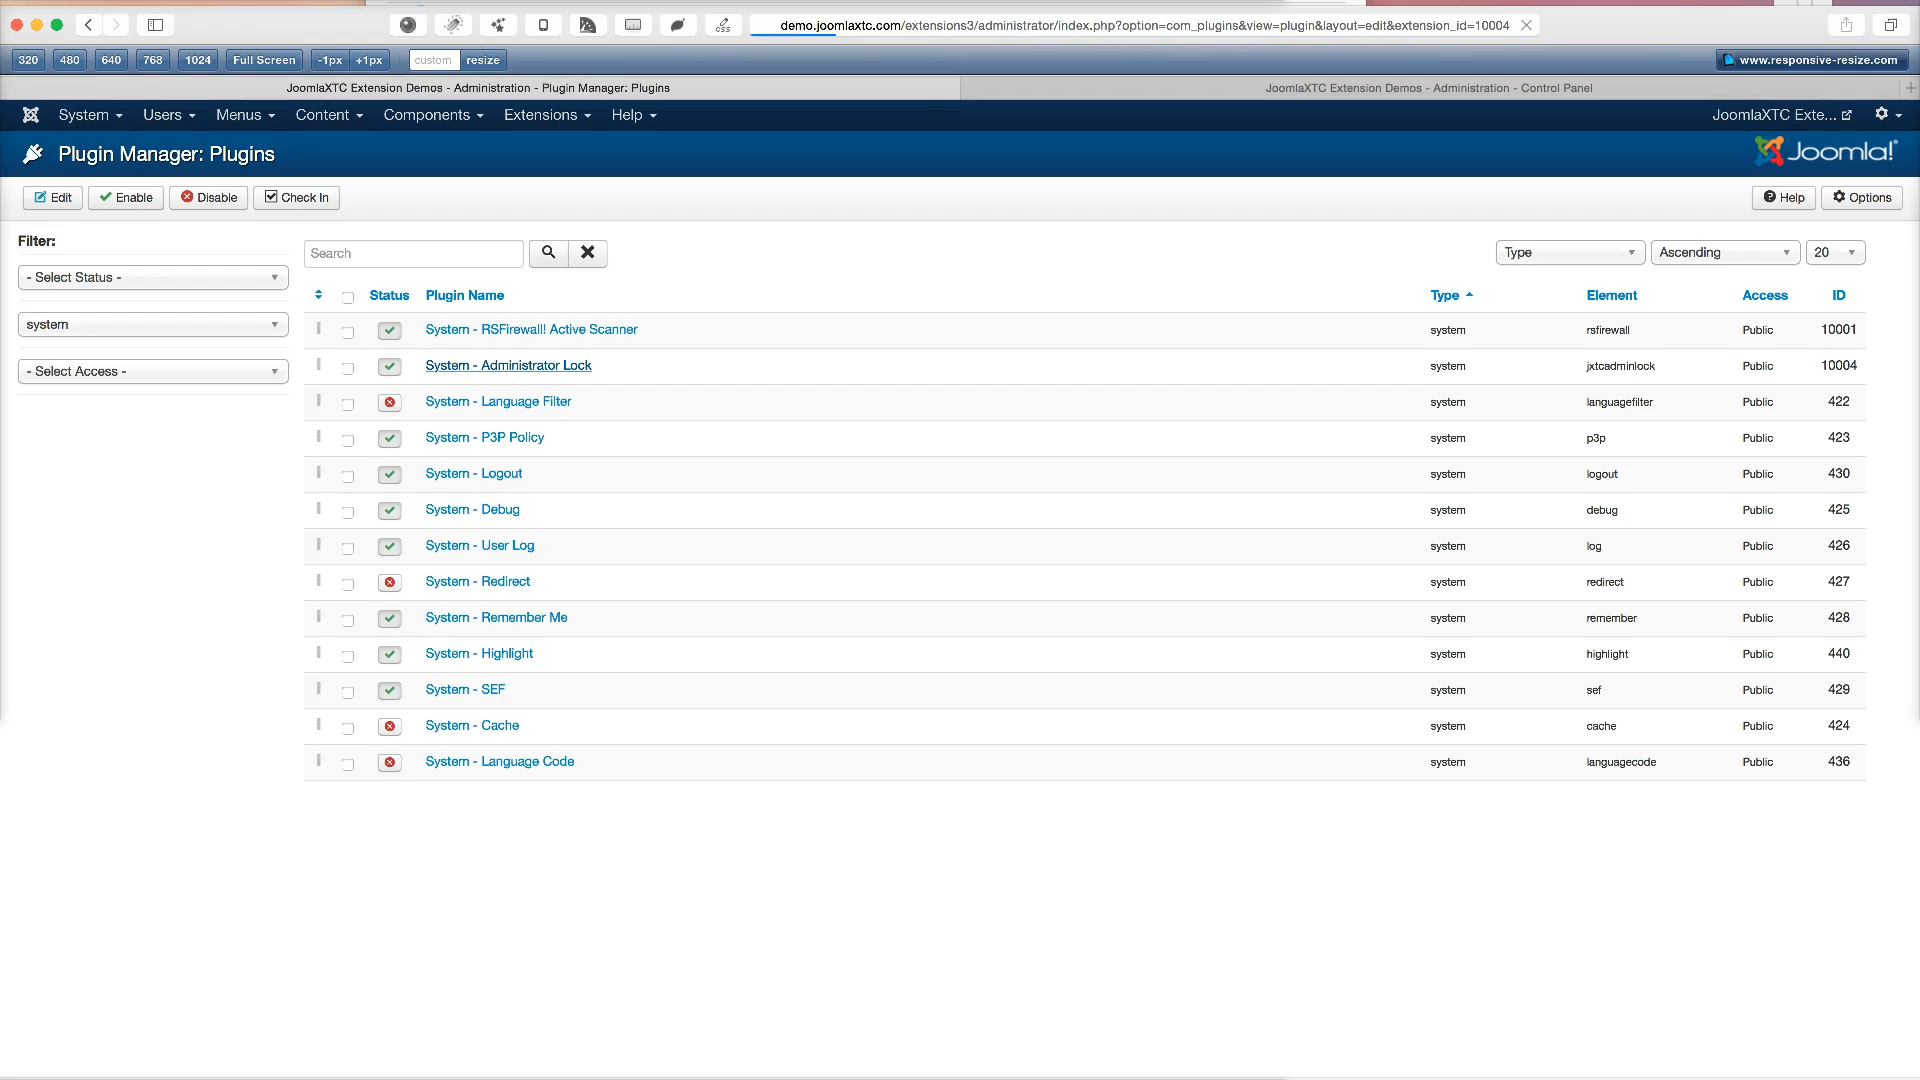 demo.joomlaxtc.com/extensions3/administrator/index.php?option=com_plugins&view=plugin&layout=edit&extension_id=10004
320 480 640 768 1024 Full Screen -1px +1px custom resize www.responsive-resize.com
JoomlaXTC Extension Demos - Administration - Plugin Manager: Plugins JoomlaXTC Extension Demos - Administration - Control Panel
System Users Menus Content Components Extensions Help JoomlaXTC Exte...
Plugin Manager: Plugins Joomla!®
Edit Enable Disable Check In Help Options
Filter:
Search Type Ascending 20
- Select Status -
system
- Select Access -
Status Plugin Name Type Element Access ID
System - RSFirewall! Active Scanner system rsfirewall Public 10001
System - Administrator Lock system jxtcadminlock Public 10004
System - Language Filter system languagefilter Public 422
System - P3P Policy system p3p Public 423
System - Logout system logout Public 430
System - Debug system debug Public 425
System - User Log system log Public 426
System - Redirect system redirect Public 427
System - Remember Me system remember Public 428
System - Highlight system highlight Public 440
System - SEF system sef Public 429
System - Cache system cache Public 424
System - Language Code system languagecode Public 436